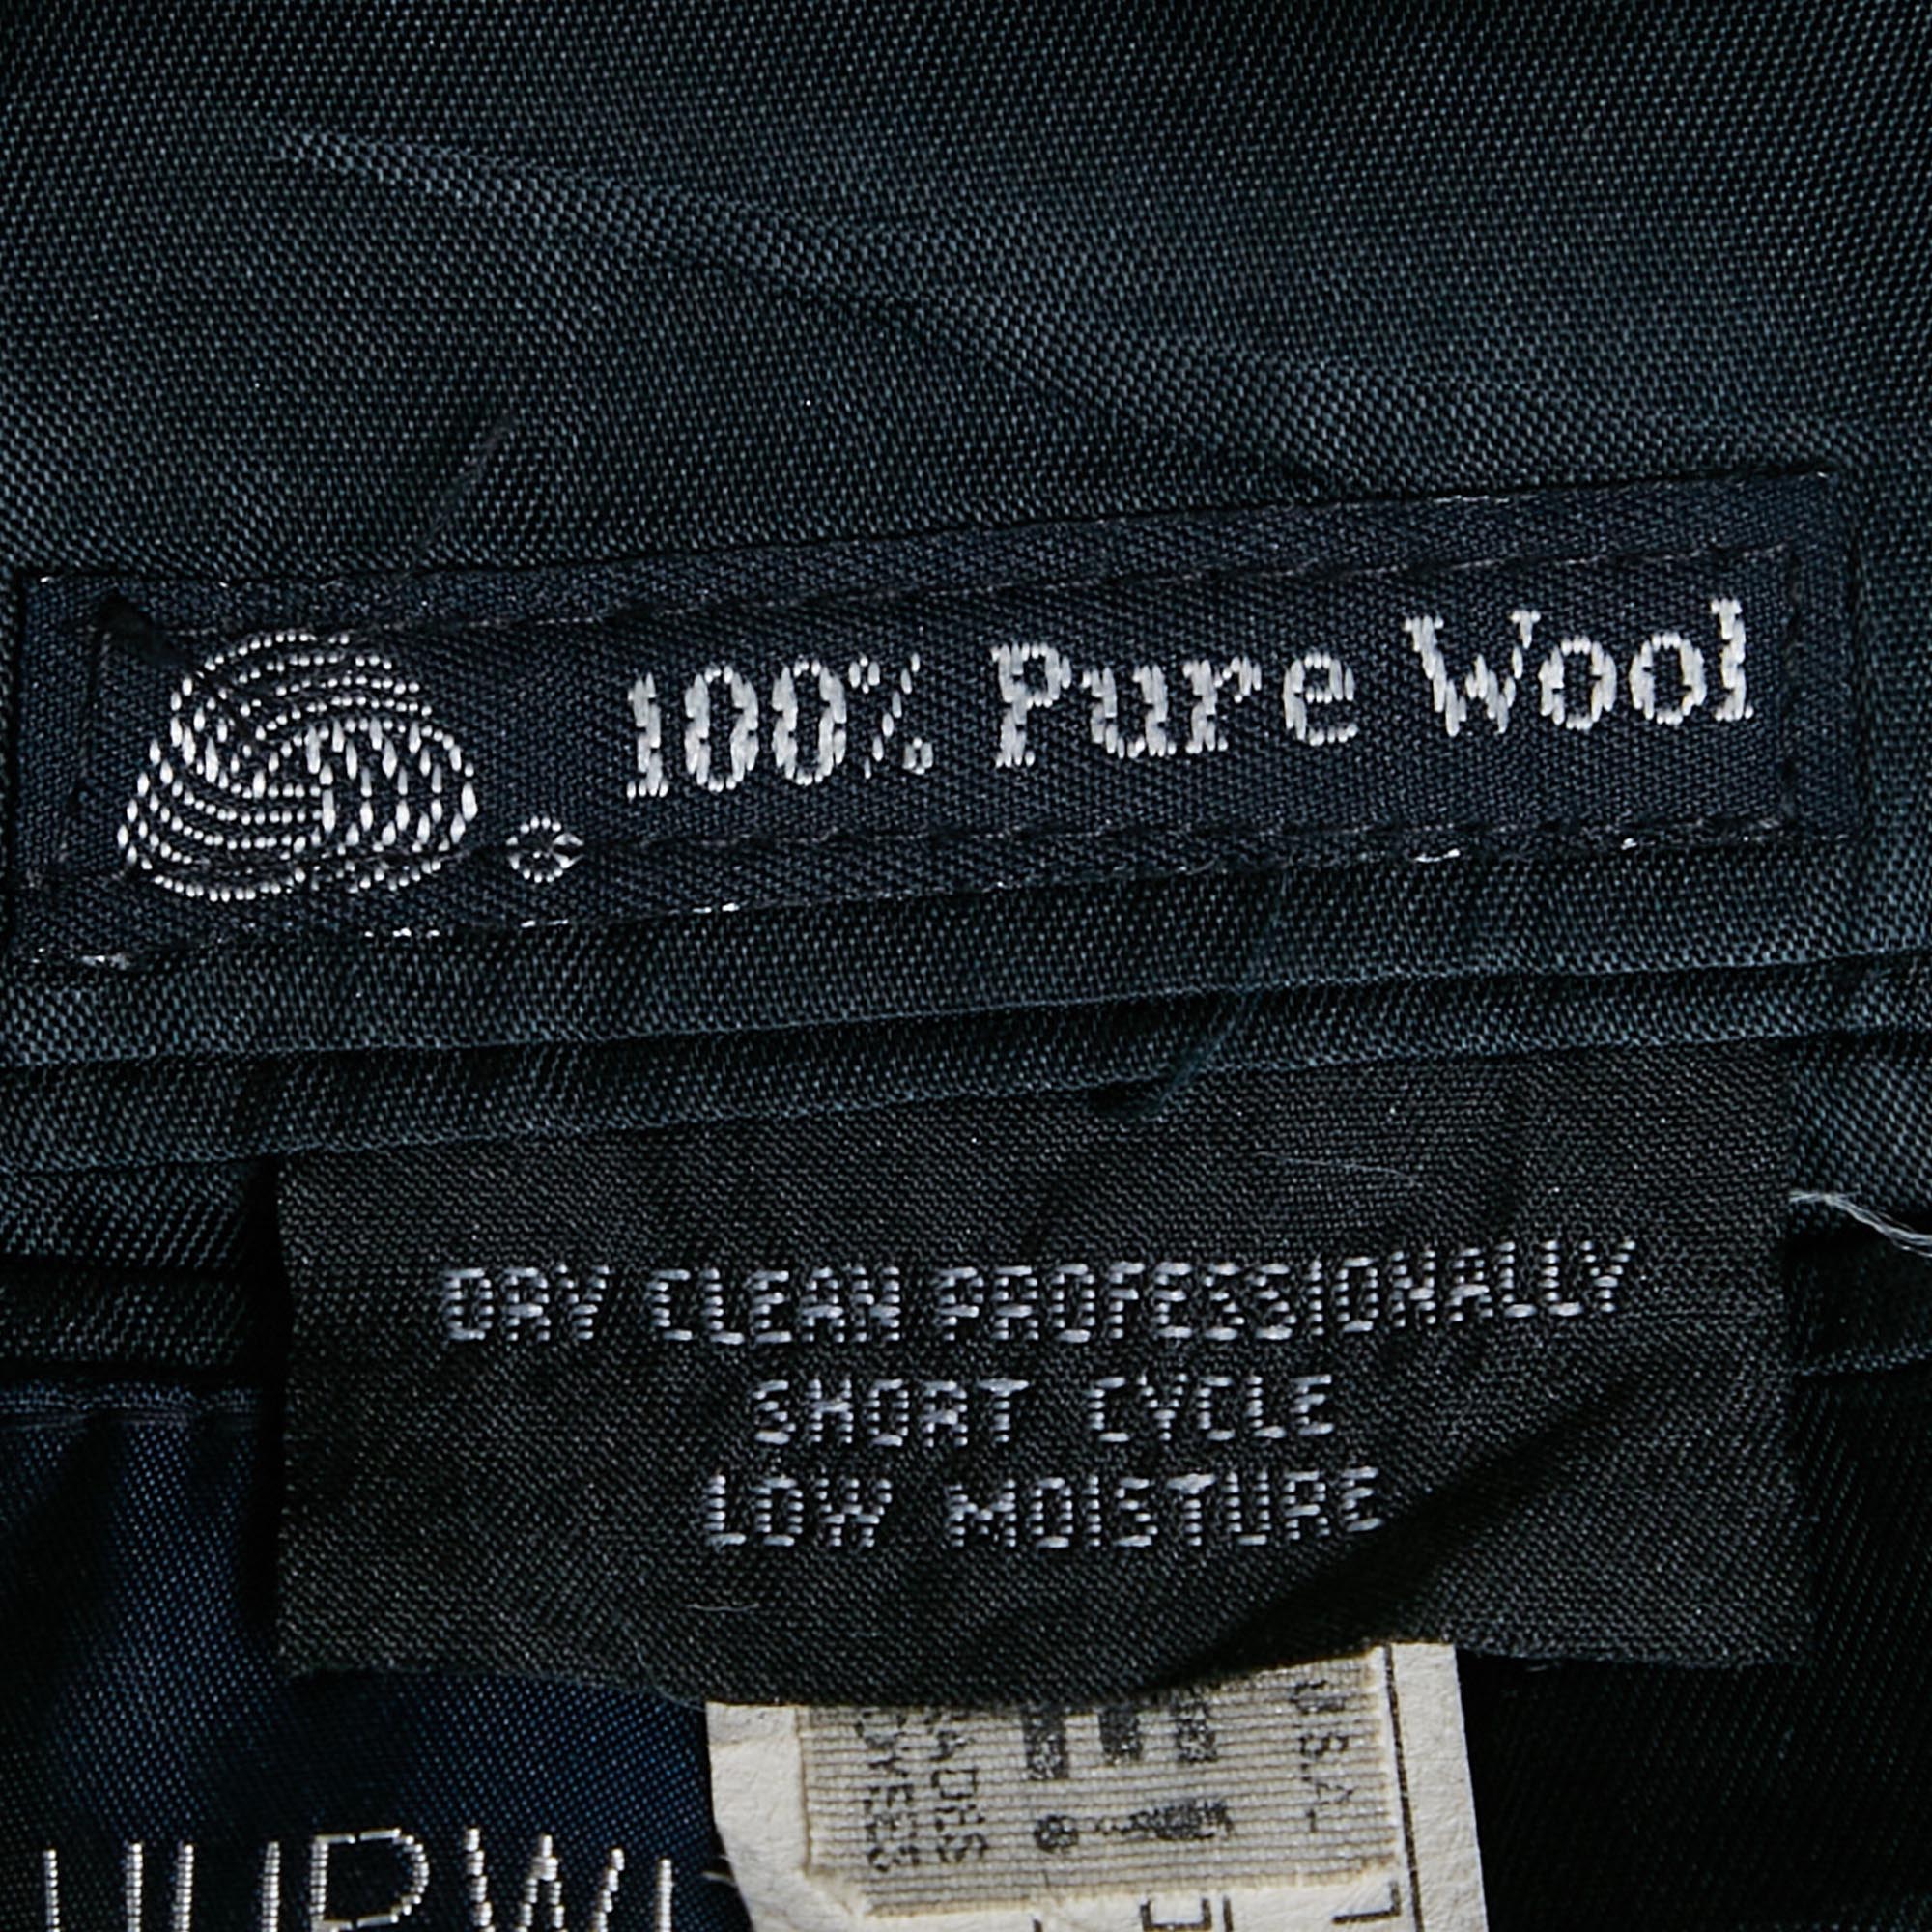 100% Pure Wool
DRY CLEAN PROFESSIONALLY
SHORT CYCLE
LOW MOISTURE